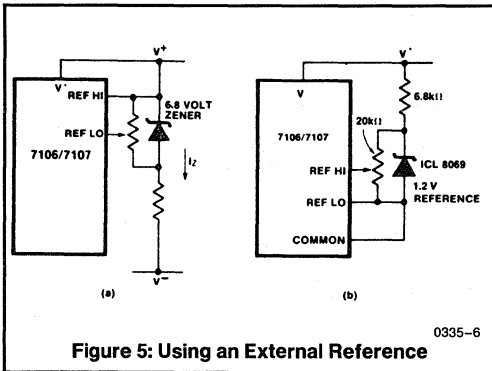 V+
V+
REF HI
6.8 VOLT
ZENER
REF LO
7106/7107
IZ
V−
(a)
V+
V
6.8kΩ
20kΩ
7106/7107
ICL 8069
REF HI
1.2 V
REFERENCE
REF LO
COMMON
(b)
0335-6
Figure 5: Using an External Reference